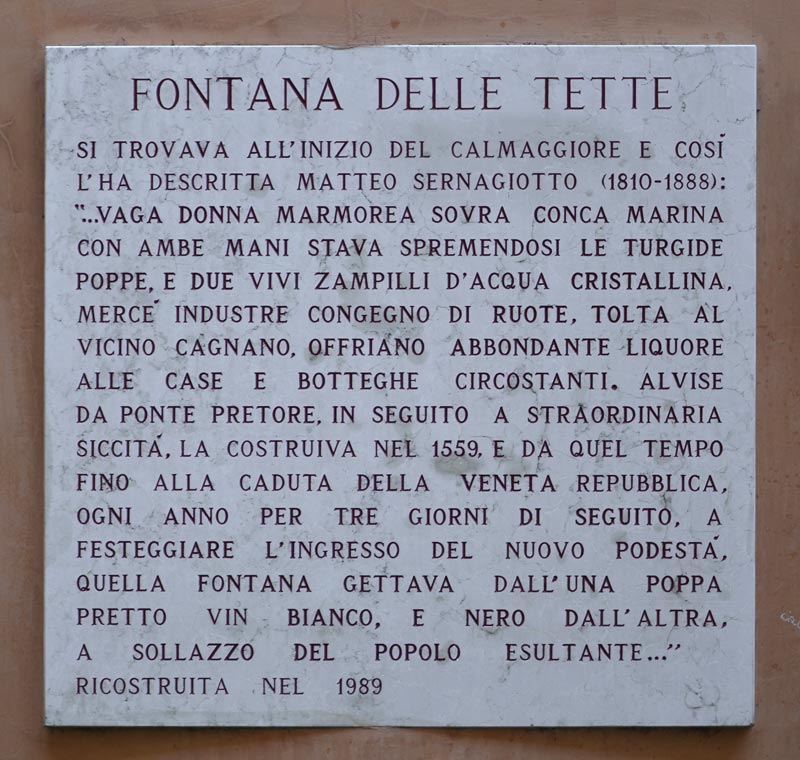 FONTANA DELLE TETTE
SI TROVAVA ALL'INIZIO DEL CALMAGGIORE E COSÍ
L'HA DESCRITTA MATTEO SERNAGIOTTO (1810-1888):
"...VAGA DONNA MARMOREA SOVRA CONCA MARINA
CON AMBE MANI STAVA SPREMENDOSI LE TURGIDE
POPPE, E DUE VIVI ZAMPILLI D'ACQUA CRISTALLINA,
MERCÉ INDUSTRE CONGEGNO DI RUOTE, TOLTA AL
VICINO CAGNANO, OFFRIANO ABBONDANTE LIQUORE
ALLE CASE E BOTTEGHE CIRCOSTANTI. ALVISE
DA PONTE PRETORE, IN SEGUITO A STRAORDINARIA
SICCITÁ, LA COSTRUIVA NEL 1559, E DA QUEL TEMPO
FINO ALLA CADUTA DELLA VENETA REPUBBLICA,
OGNI ANNO PER TRE GIORNI DI SEGUITO, A
FESTEGGIARE L'INGRESSO DEL NUOVO PODESTÁ,
QUELLA FONTANA GETTAVA DALL'UNA POPPA
PRETTO VIN BIANCO, E NERO DALL'ALTRA,
A SOLLAZZO DEL POPOLO ESULTANTE..."
RICOSTRUITA NEL 1989